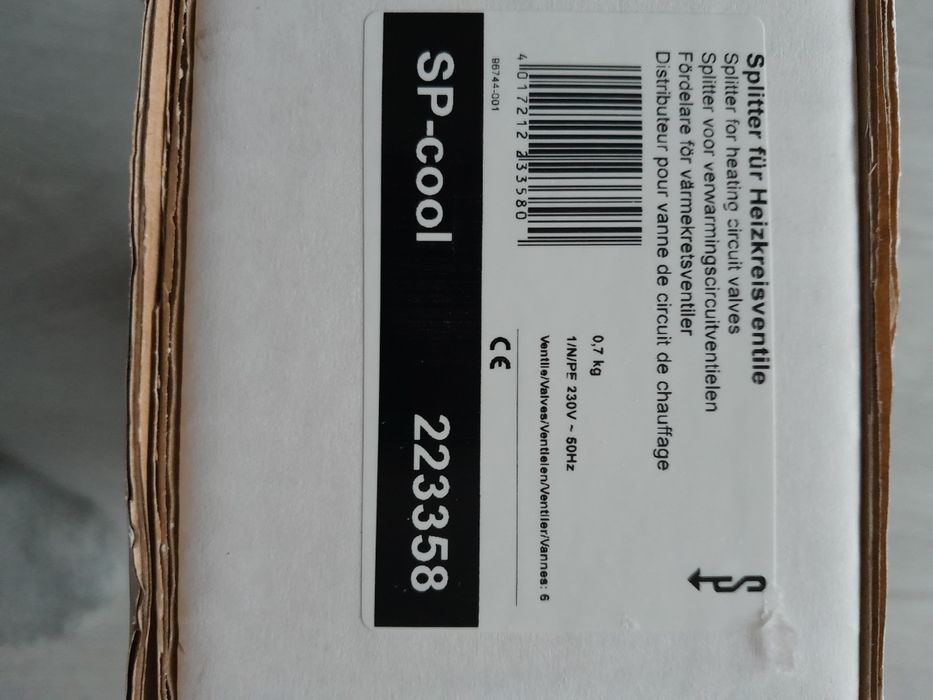 Splitter für Heizkreisventile
Splitter for heating circuit valves
Splitter voor verwarmingscircuitventielen
Fördelare för värmekretsventiler
Distributeur pour vanne de circuit de chauffage
4 017212 233580
96744-001
0,7 kg
1/N/PE 230V ~ 50Hz
Ventile/Valves/Ventielen/Ventiler/Vannes: 6
CE
SP-cool 223358